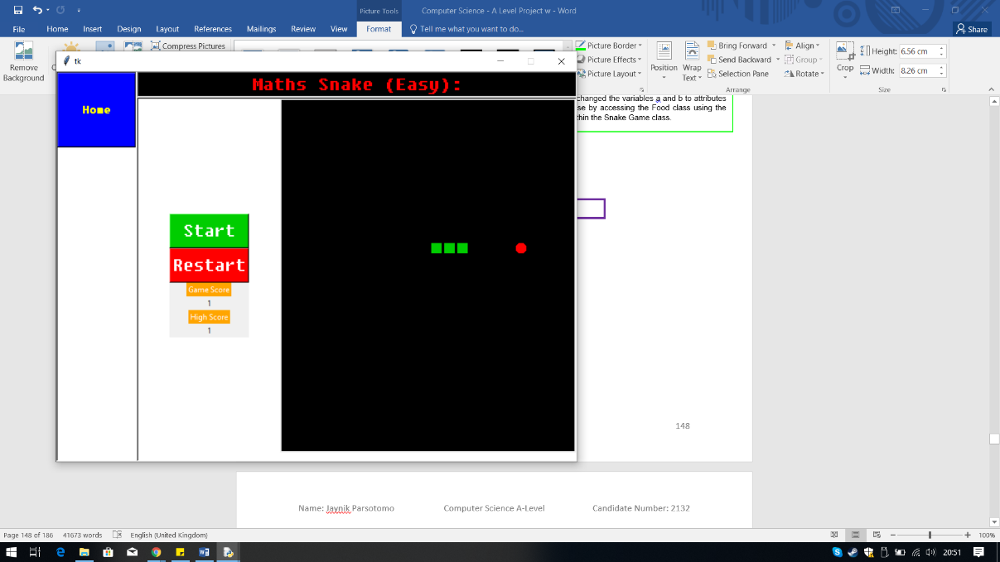 Picture Tools
Computer Science - A Level Project w - Word
File
Home
Insert
Design
Layout
References
Mailings
Review
View
Format
Tell me what you want to do...
Share
Remove
Background
Compress Pictures
Picture Border
Picture Effects
Picture Layout
Position
Wrap
Text
Bring Forward
Send Backward
Selection Pane
Align
Group
Rotate
Arrange
Crop
Height:
6.56 cm
Width:
8.26 cm
Size
tk
Home
Maths Snake (Easy):
Start
Restart
Game Score
1
High Score
1
changed the variables a and b to attributes
se by accessing the Food class using the
thin the Snake Game class.
148
Name: Jaynik Parsotomo
Computer Science A-Level
Candidate Number: 2132
Page 148 of 186
41673 words
English (United Kingdom)
100%
20:51